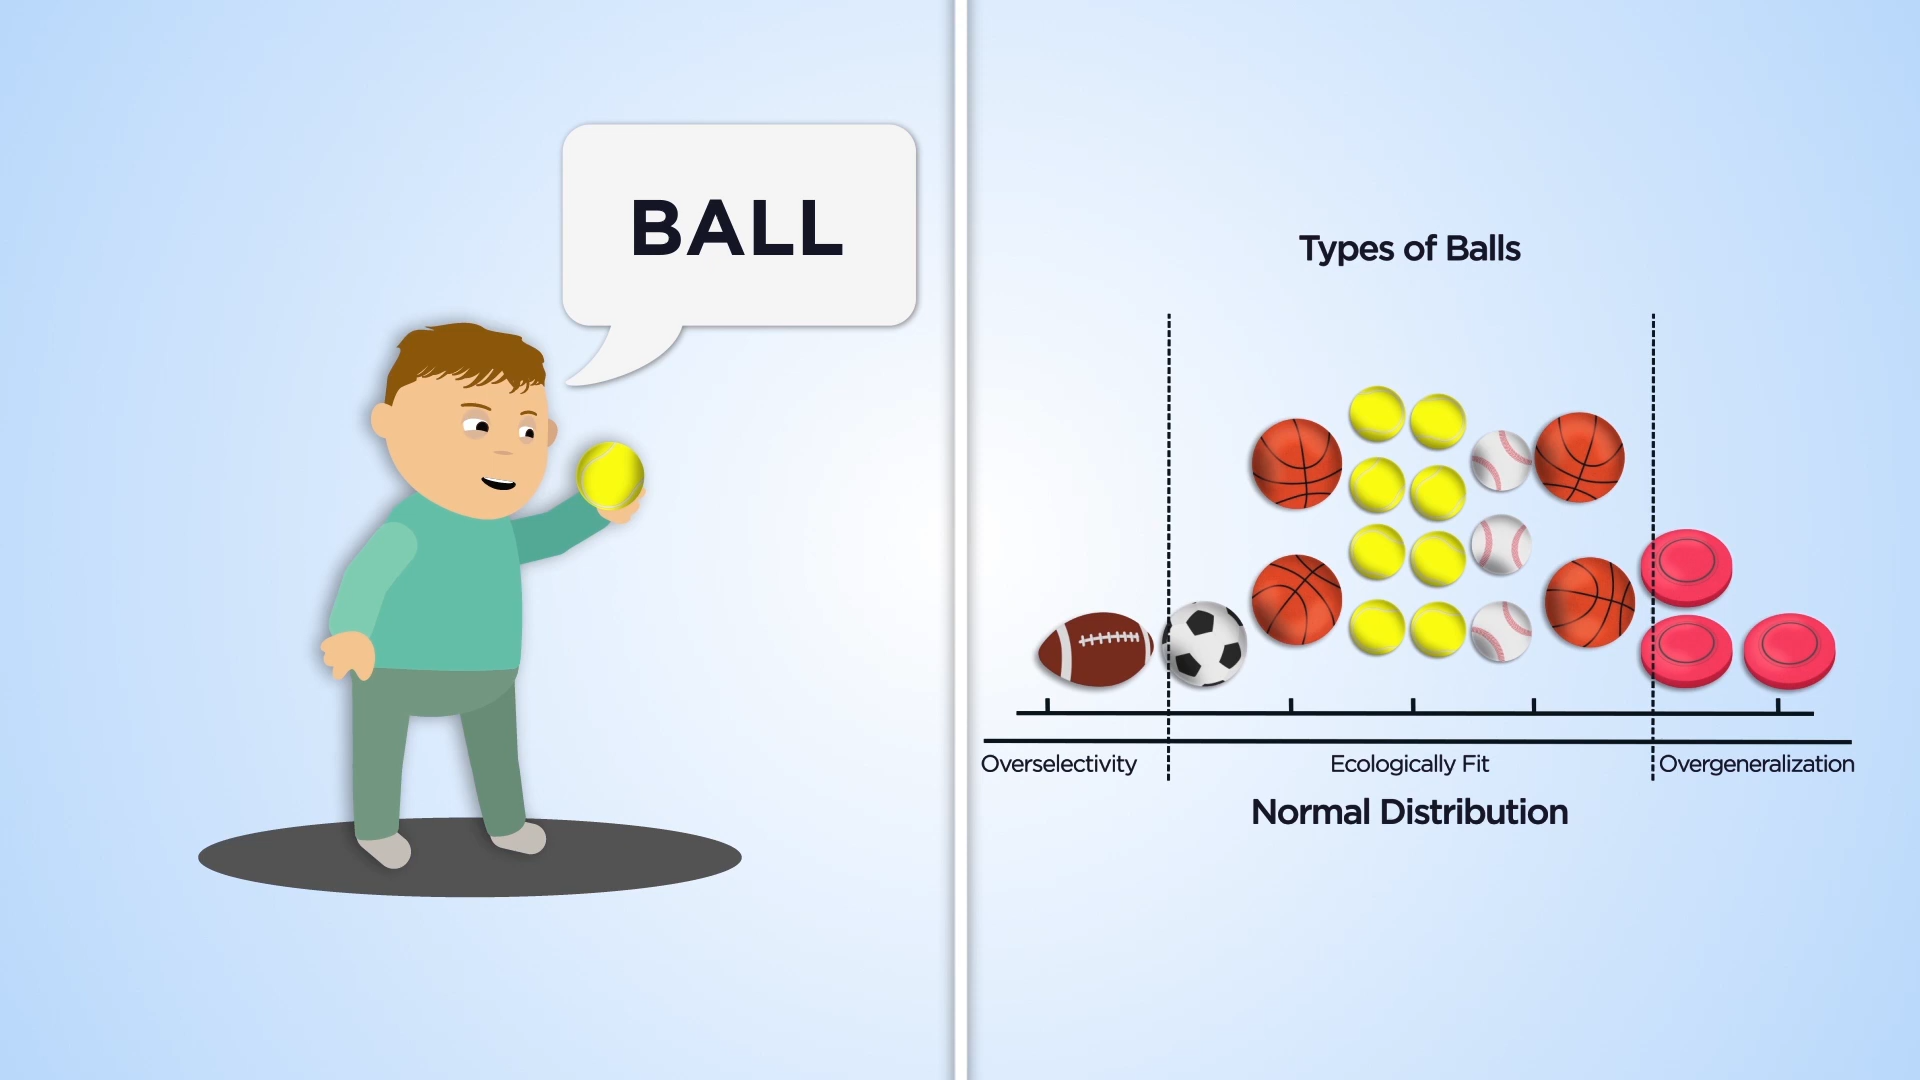 BALL
Types of Balls
Overselectivity
Ecologically Fit
Overgeneralization
Normal Distribution